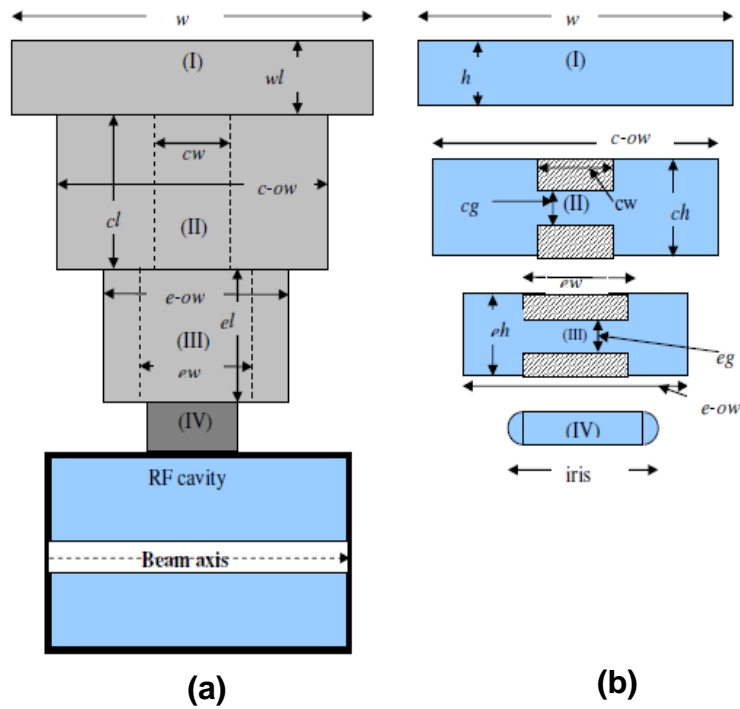 w
(I)
wl
cw
c-ow
cl
(II)
e-ow
el
(III)
ew
(IV)
RF cavity
Beam axis
(a)
w
(I)
h
c-ow
cg
(II)
cw
ch
ew
eh
(III)
eg
e-ow
(IV)
iris
(b)